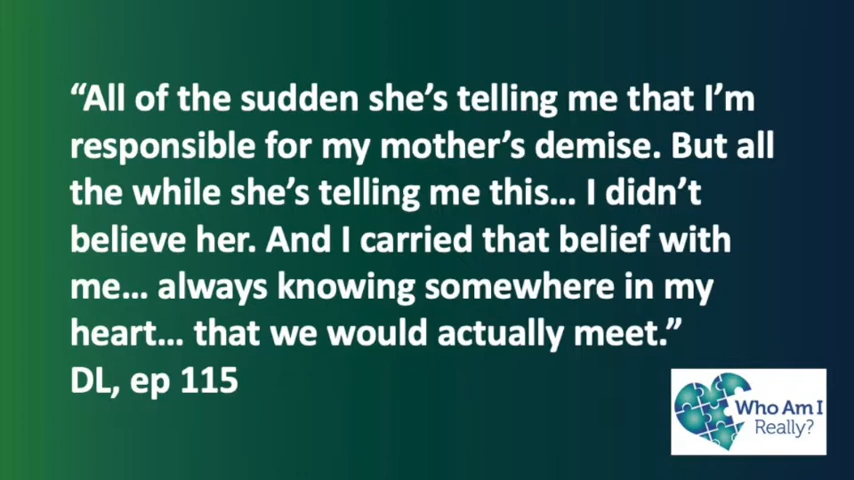 “All of the sudden she’s telling me that I’m
responsible for my mother’s demise. But all
the while she’s telling me this… I didn’t
believe her. And I carried that belief with
me… always knowing somewhere in my
heart… that we would actually meet.”
DL, ep 115
Who Am I
Really?